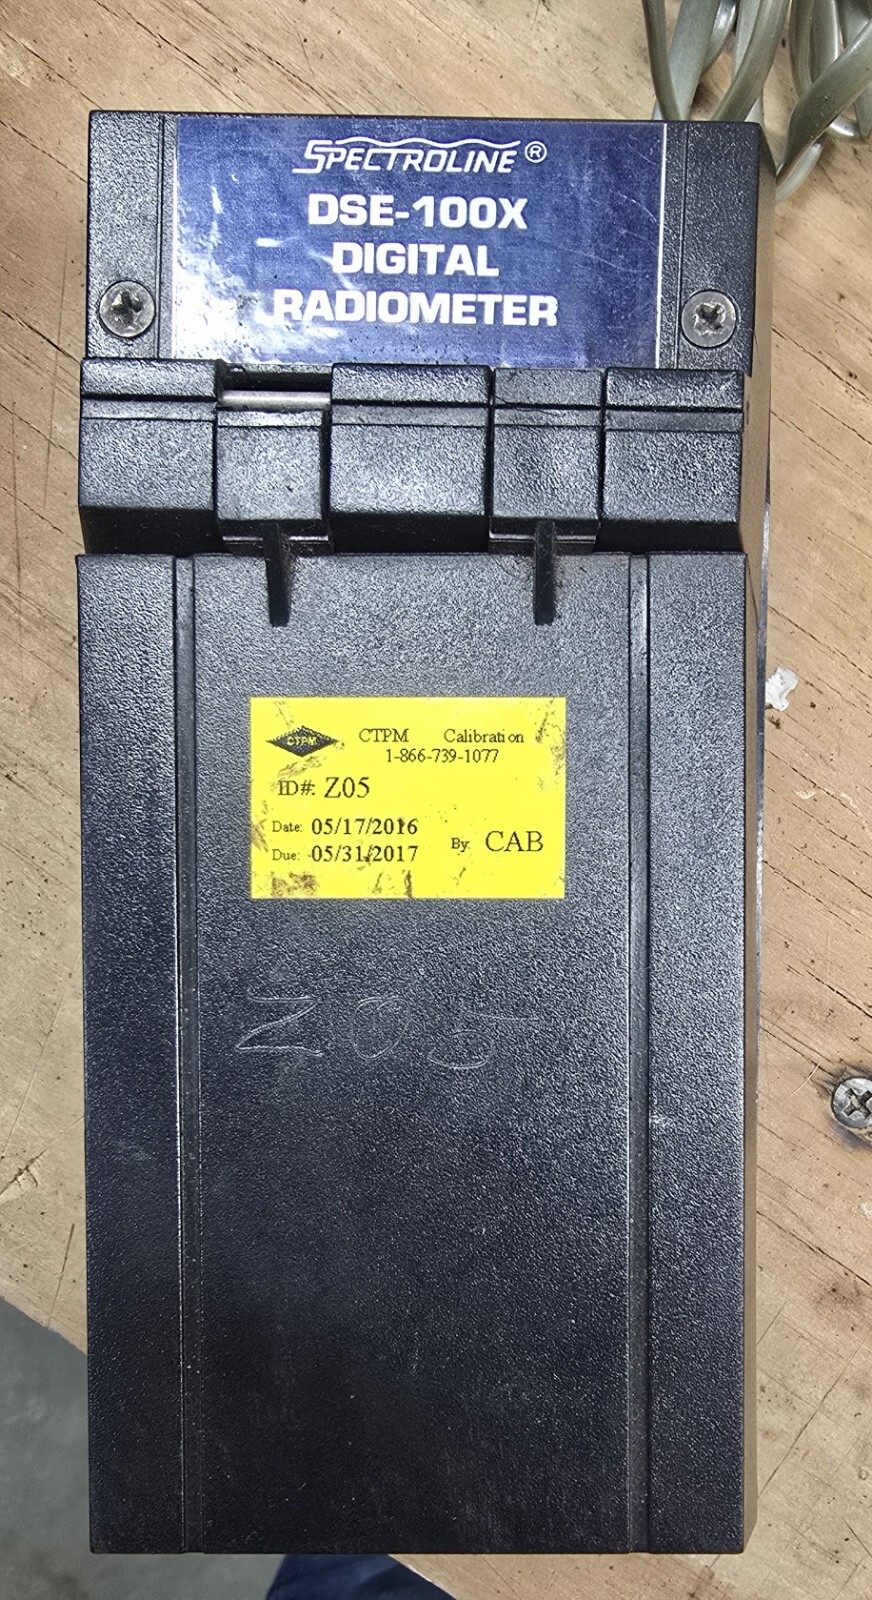 SPECTROLINE®
DSE-100X
DIGITAL
RADIOMETER
CTPM CTPM Calibration
1-866-739-1077
ID#: Z05
Date: 05/17/2016
Due: 05/31/2017
By: CAB
Z05